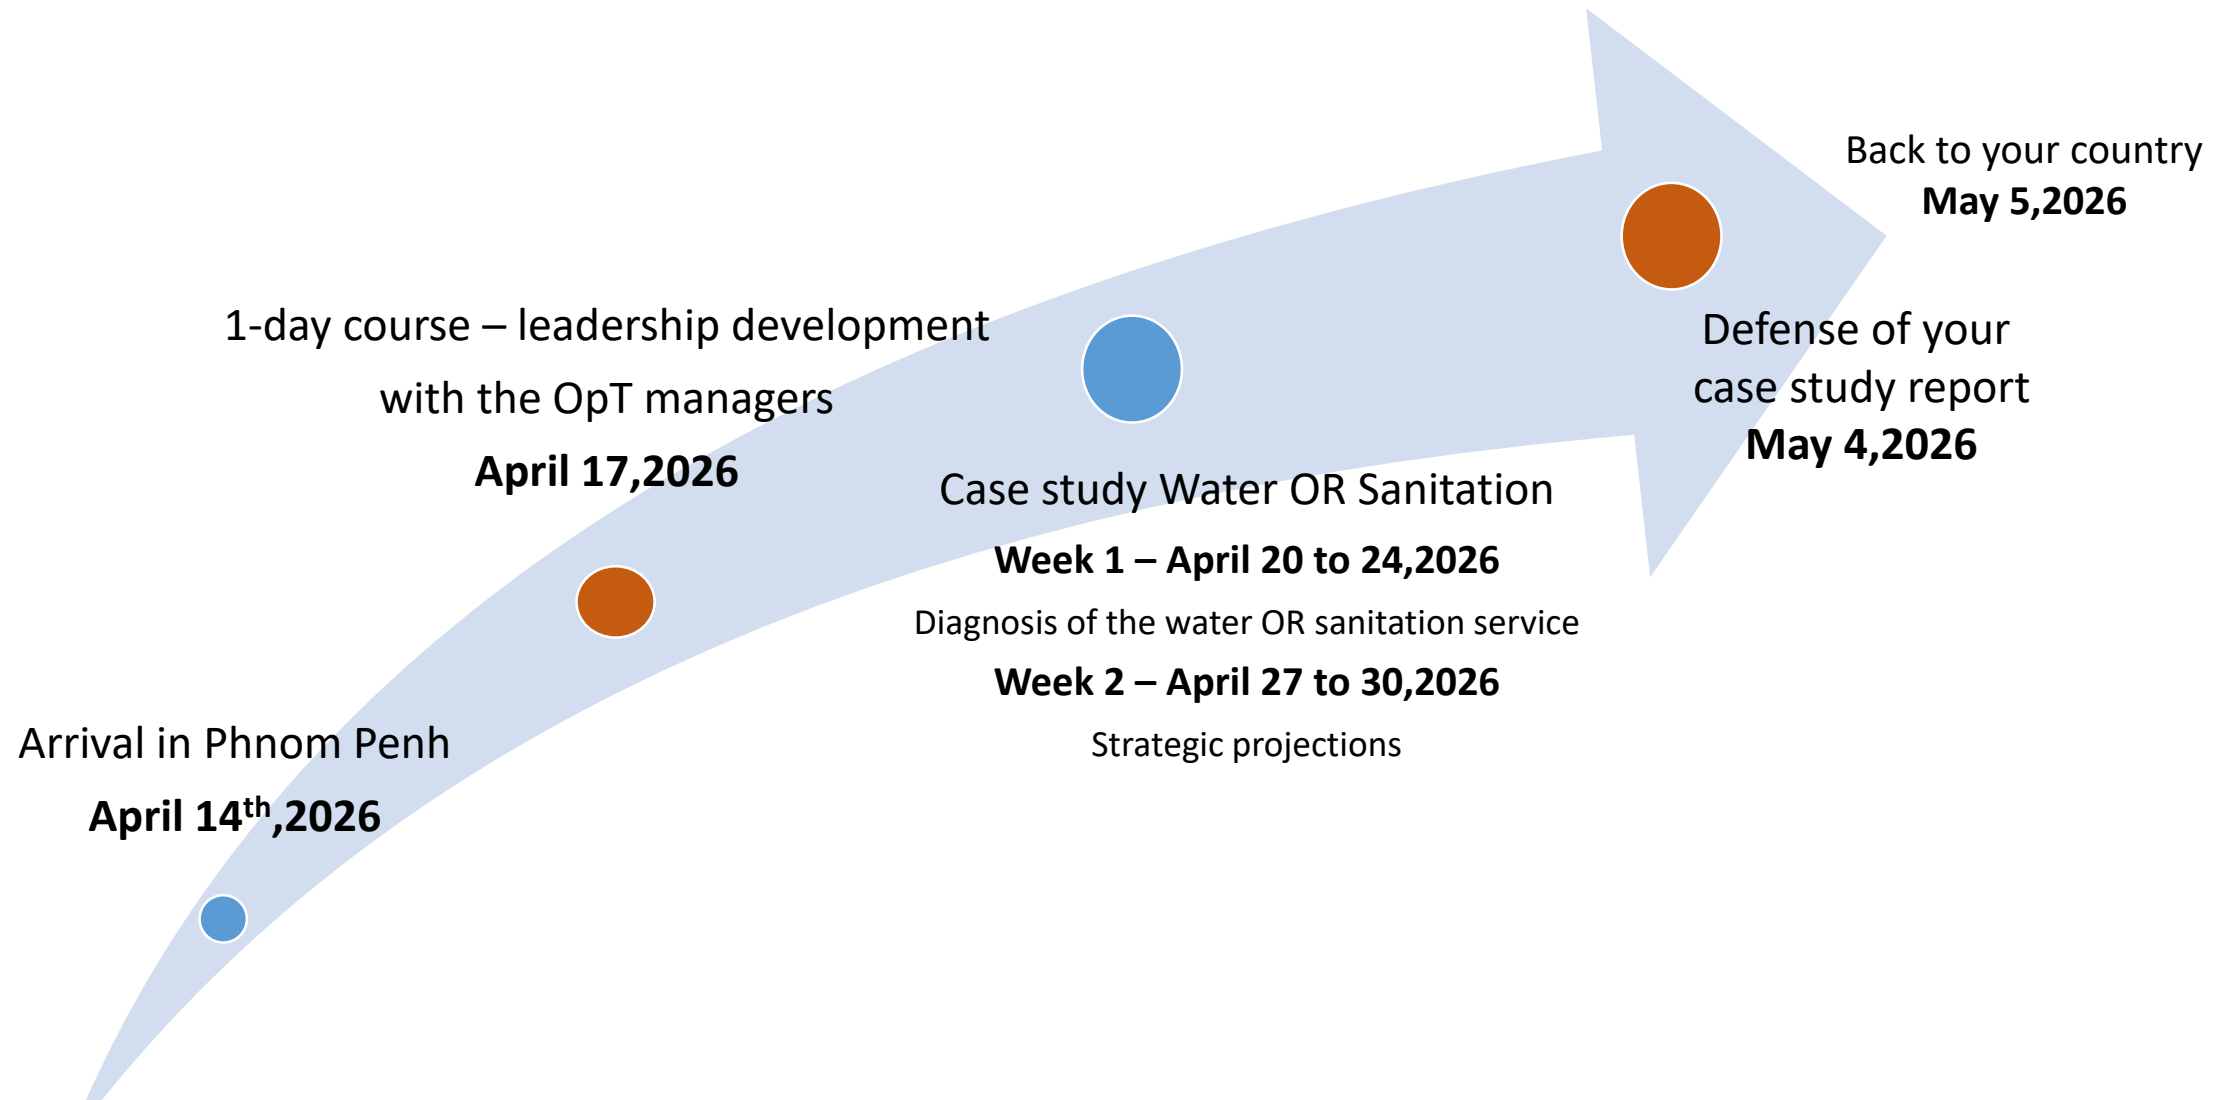 Arrival in Phnom Penh
April 14th,2026
1-day course – leadership development
with the OpT managers
April 17,2026
Case study Water OR Sanitation
Week 1 – April 20 to 24,2026
Diagnosis of the water OR sanitation service
Week 2 – April 27 to 30,2026
Strategic projections
Defense of your
case study report
May 4,2026
Back to your country
May 5,2026